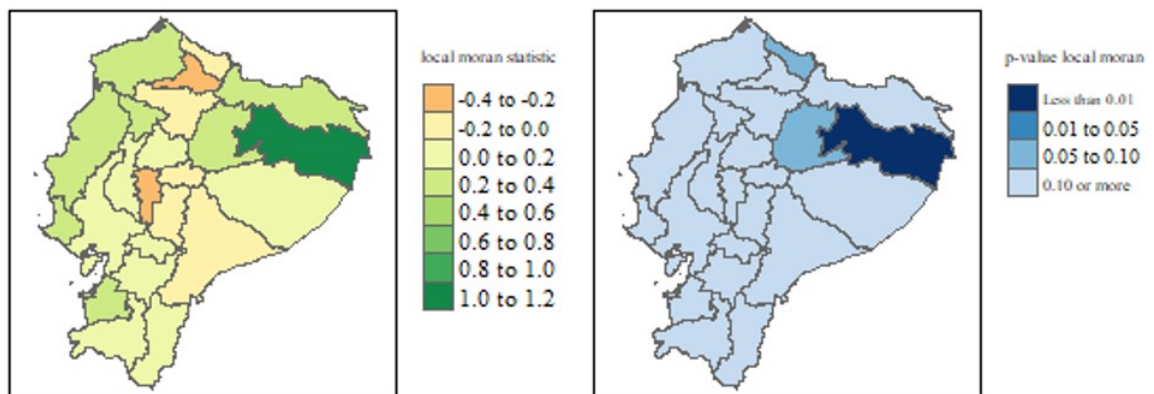 local moran statistic
-0.4 to -0.2
-0.2 to 0.0
0.0 to 0.2
0.2 to 0.4
0.4 to 0.6
0.6 to 0.8
0.8 to 1.0
1.0 to 1.2
p-value local moran
Less than 0.01
0.01 to 0.05
0.05 to 0.10
0.10 or more